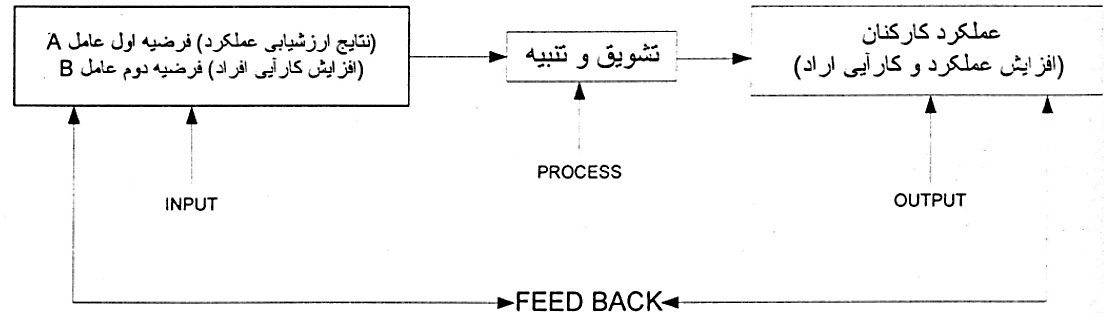 (نتایج ارزشیابی عملکرد) فرضیه اول عامل A
(افزایش کارآیی افراد) فرضیه دوم عامل B
تشویق و تنبیه
عملکرد کارکنان
(افزایش عملکرد و کارآیی اراد)
INPUT
PROCESS
OUTPUT
FEED BACK